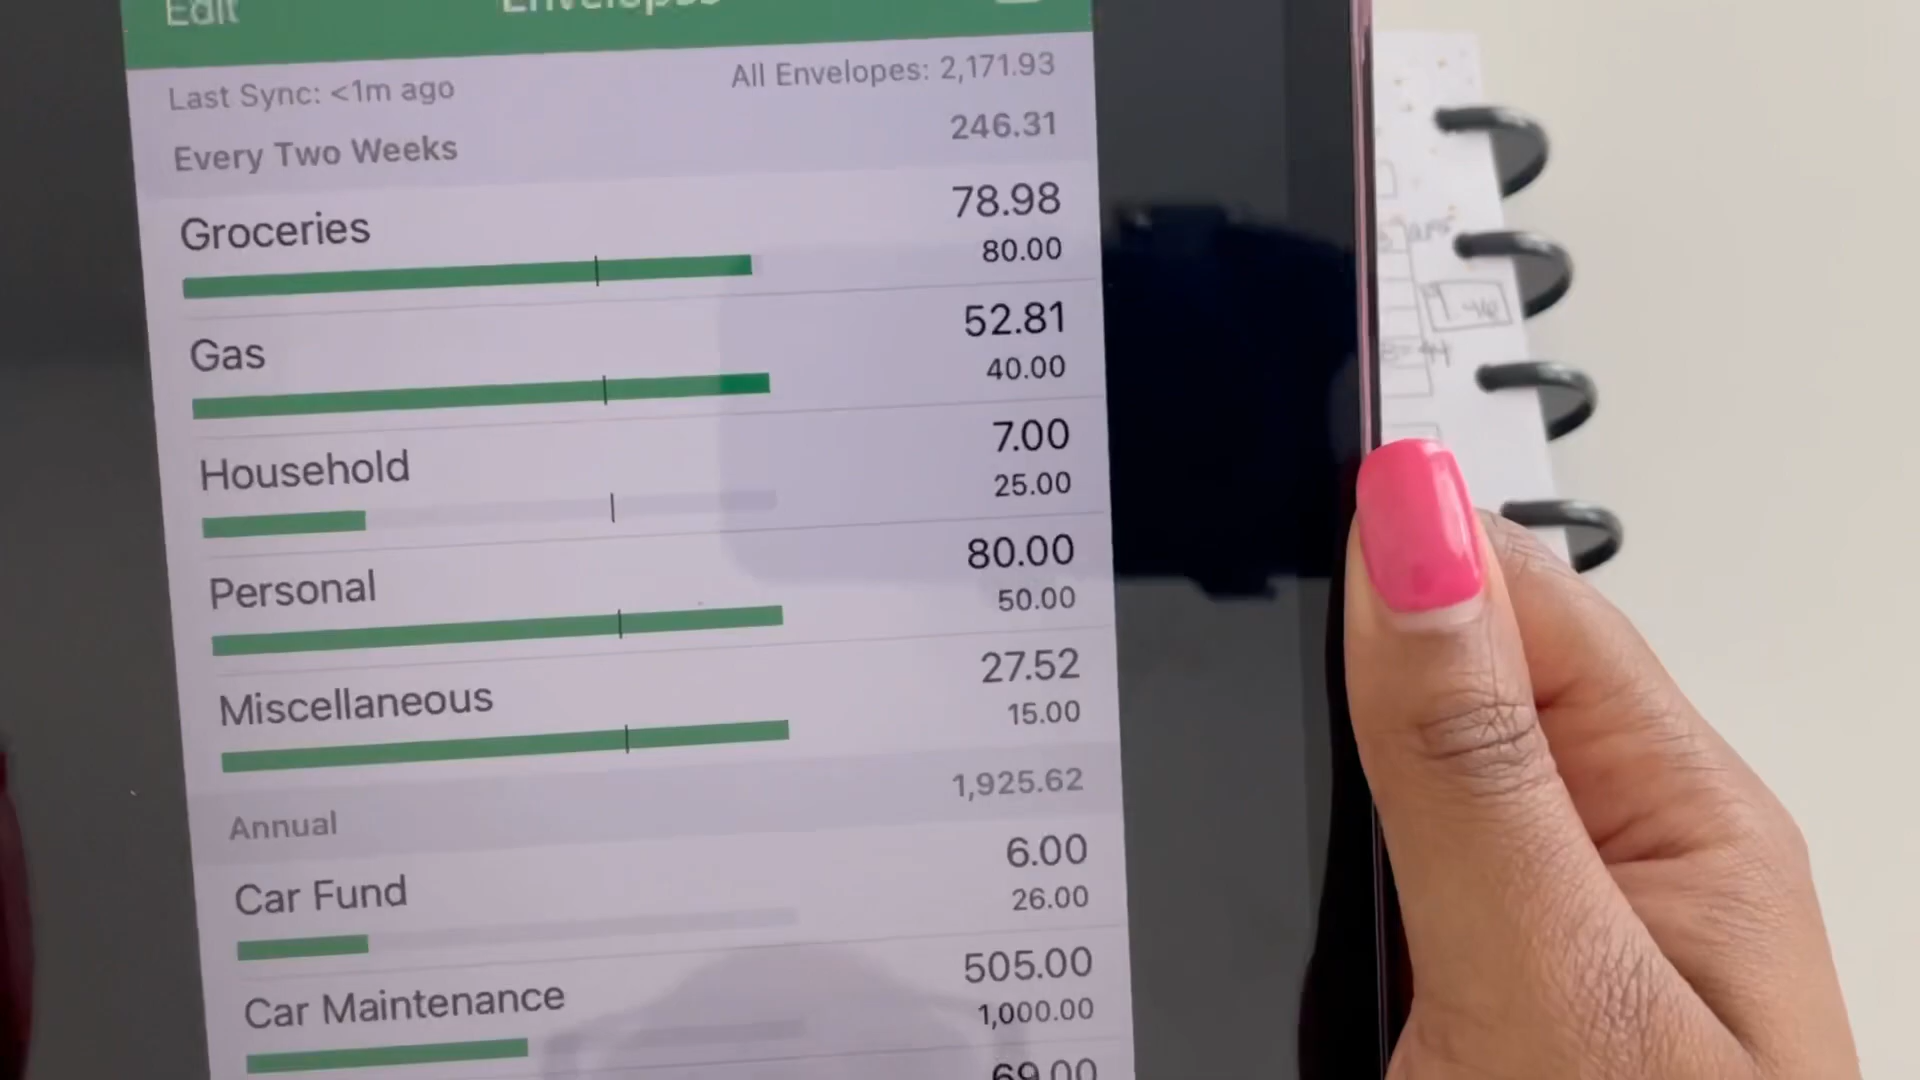 Edit Envelopes
Last Sync: <1m ago All Envelopes: 2,171.93
Every Two Weeks 246.31
Groceries 78.98
80.00
Gas 52.81
40.00
Household 7.00
25.00
Personal 80.00
50.00
Miscellaneous 27.52
15.00
Annual 1,925.62
Car Fund 6.00
26.00
Car Maintenance 505.00
1,000.00
69.00